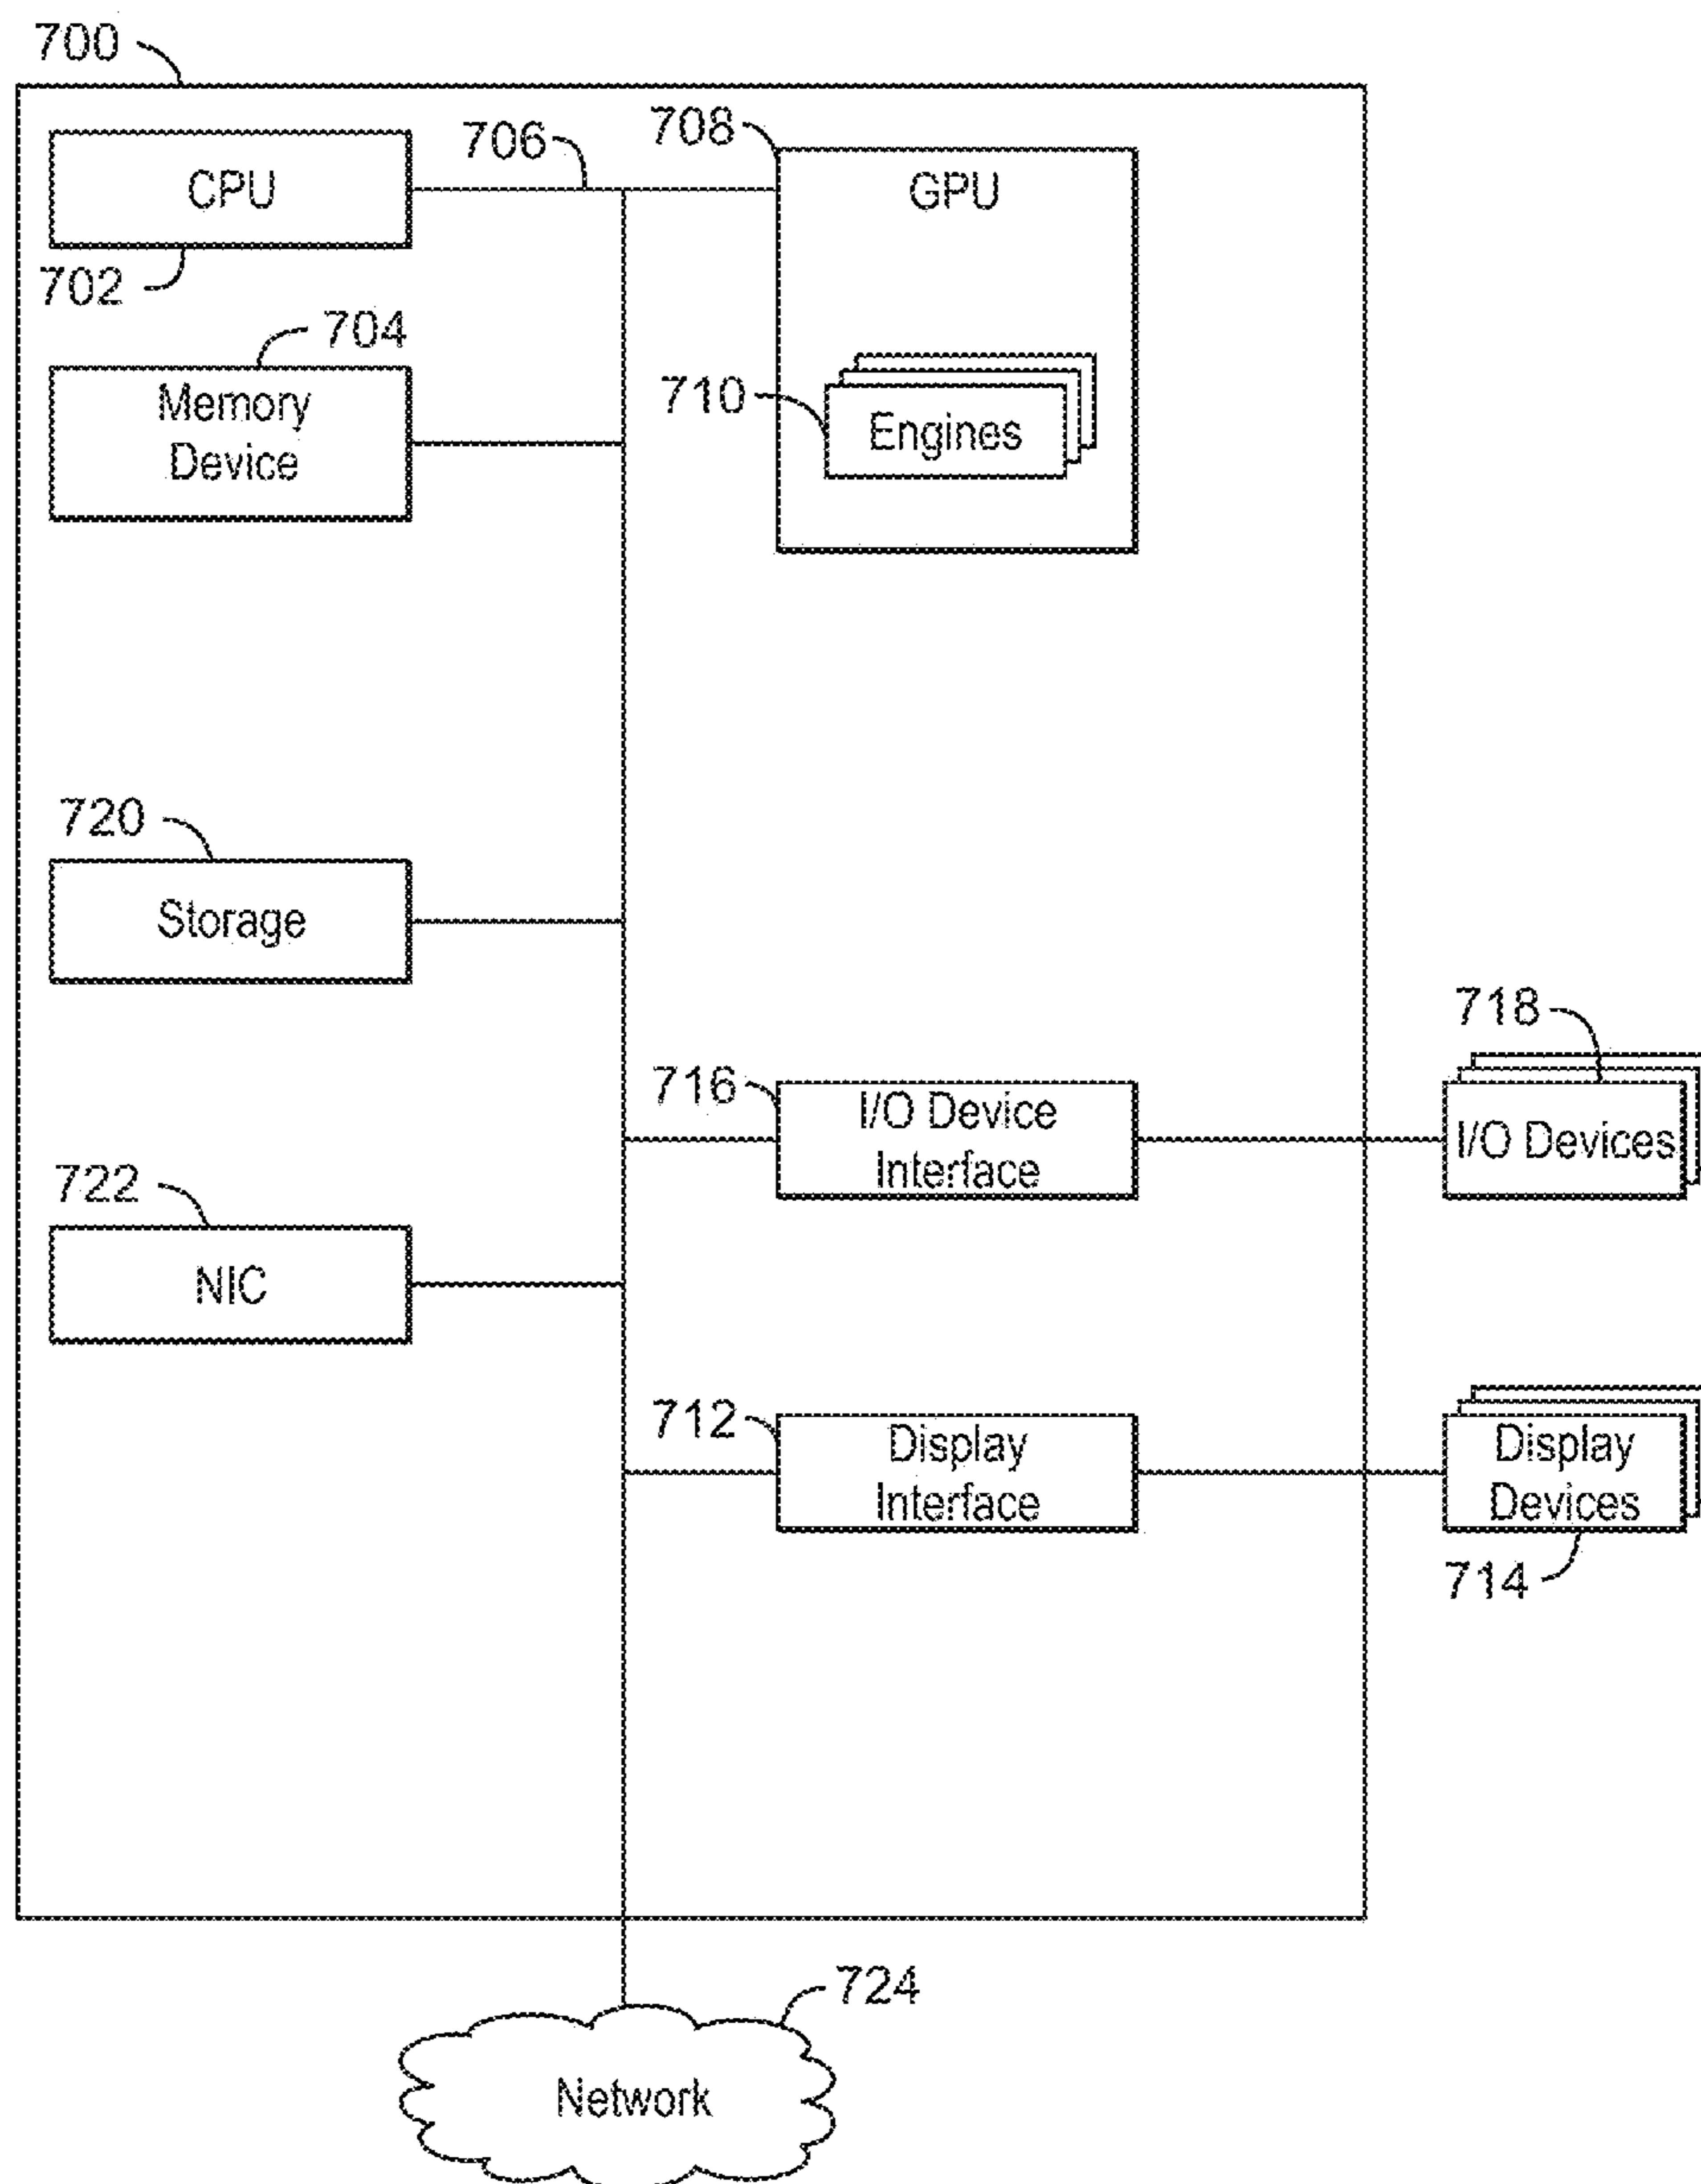 700
CPU
702
706
708
GPU
704
Memory
Device
710
Engines
720
Storage
718
716
I/O Device
Interface
I/O Devices
722
NIC
712
Display
Interface
Display
Devices
714
724
Network